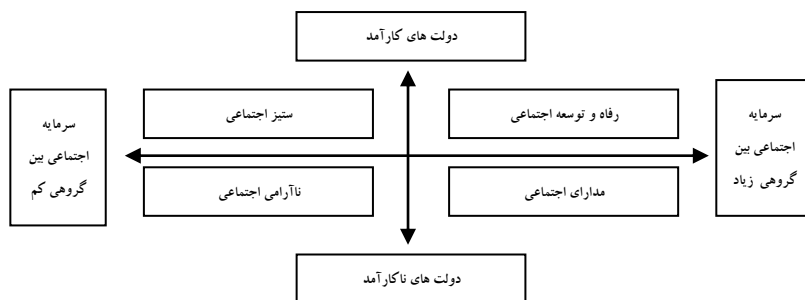 دولت های کارآمد
سرمایه
اجتماعی بین
گروهی زیاد
رفاه و توسعه اجتماعی
ستیز اجتماعی
سرمایه
اجتماعی بین
گروهی کم
مدارای اجتماعی
ناآرامی اجتماعی
دولت های ناکارآمد